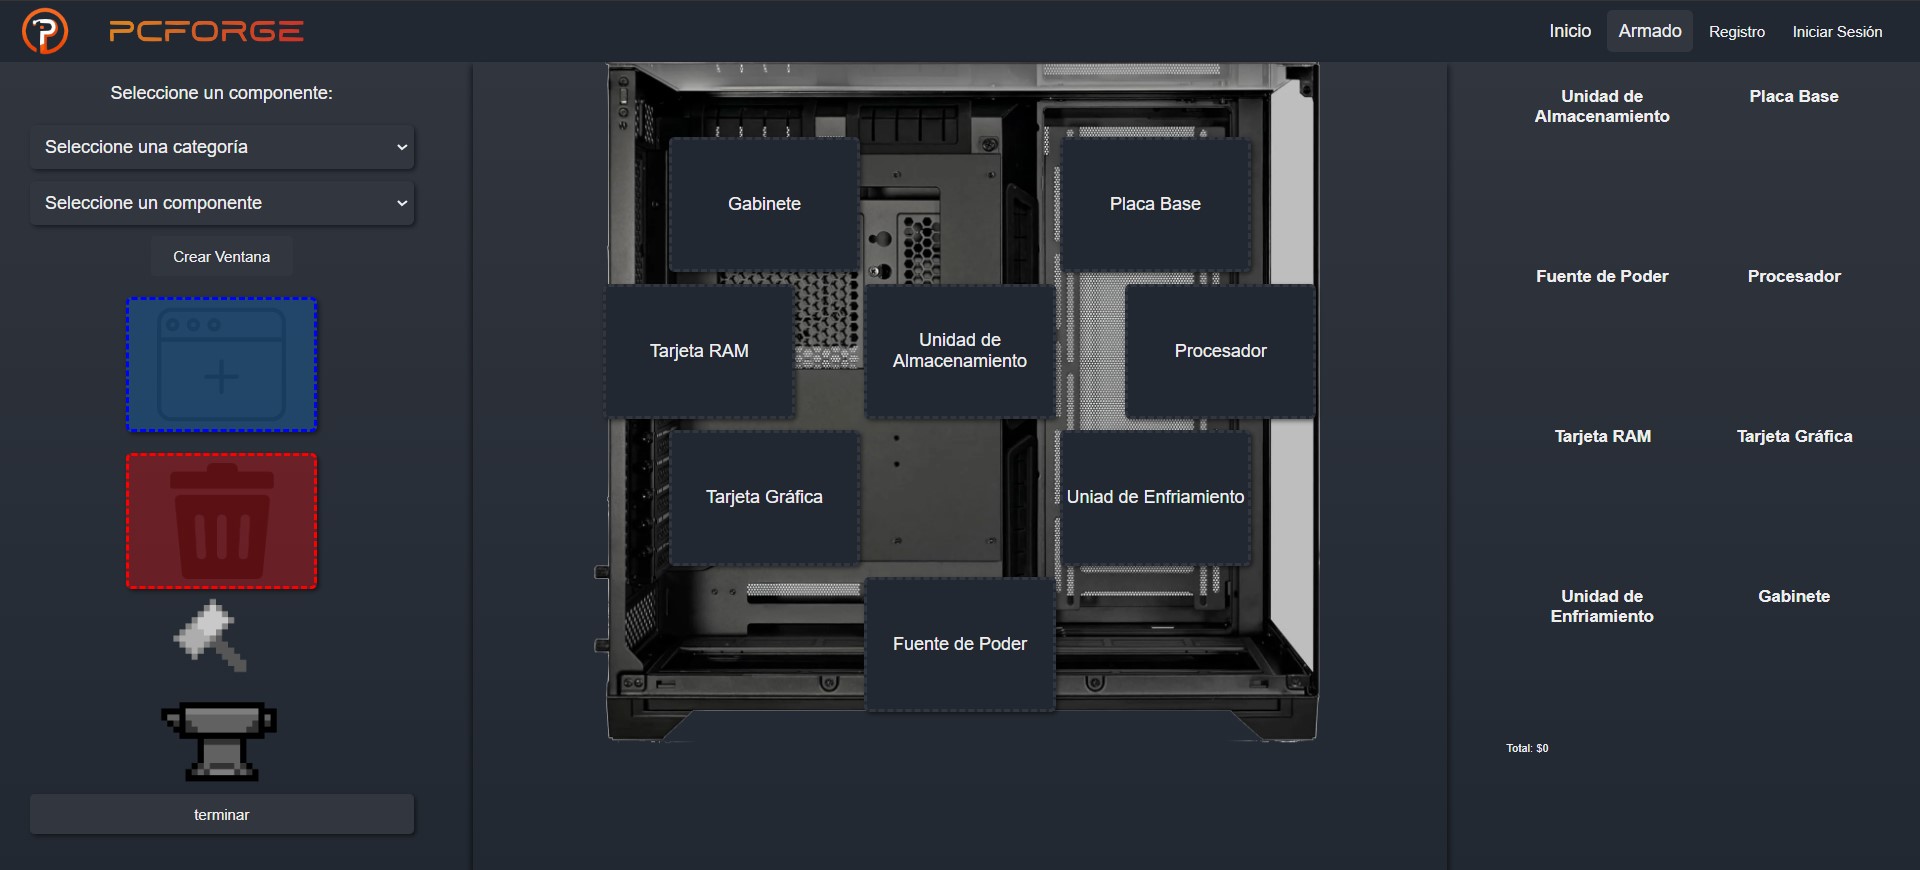 P PCFORGE
Inicio Armado Registro Iniciar Sesión
Seleccione un componente:
Seleccione una categoría
Seleccione un componente
Crear Ventana
terminar
Gabinete
Placa Base
Tarjeta RAM
Unidad de
Almacenamiento
Procesador
Tarjeta Gráfica
Uniad de Enfriamiento
Fuente de Poder
Unidad de
Almacenamiento
Placa Base
Fuente de Poder
Procesador
Tarjeta RAM
Tarjeta Gráfica
Unidad de
Enfriamiento
Gabinete
Total: $0